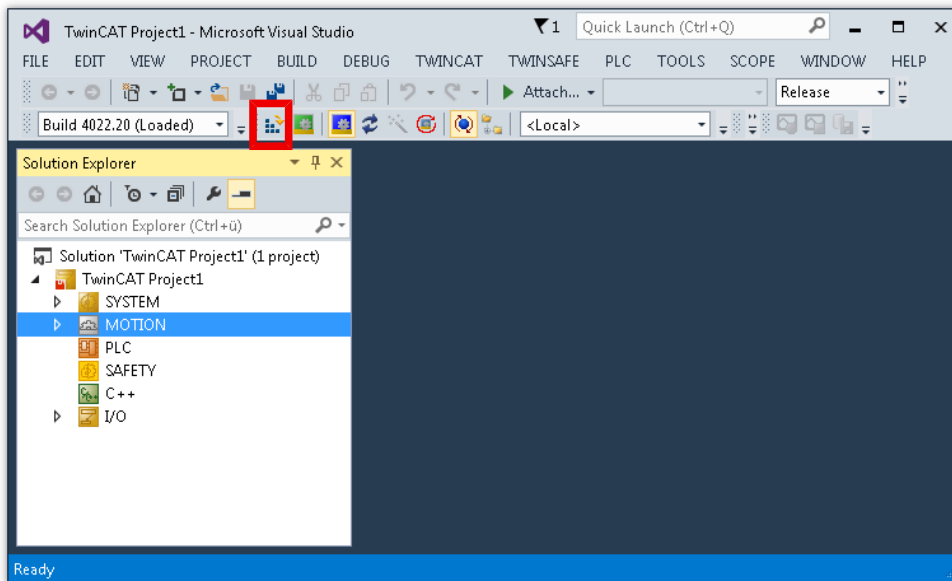 TwinCAT Project1 - Microsoft Visual Studio
1
Quick Launch (Ctrl+Q)
FILE EDIT VIEW PROJECT BUILD DEBUG TWINCAT TWINSAFE PLC TOOLS SCOPE WINDOW HELP
Attach...
Release
Build 4022.20 (Loaded)
<Local>
Solution Explorer
Search Solution Explorer (Ctrl+ü)
Solution 'TwinCAT Project1' (1 project)
TwinCAT Project1
SYSTEM
MOTION
PLC
SAFETY
C++
I/O
Ready